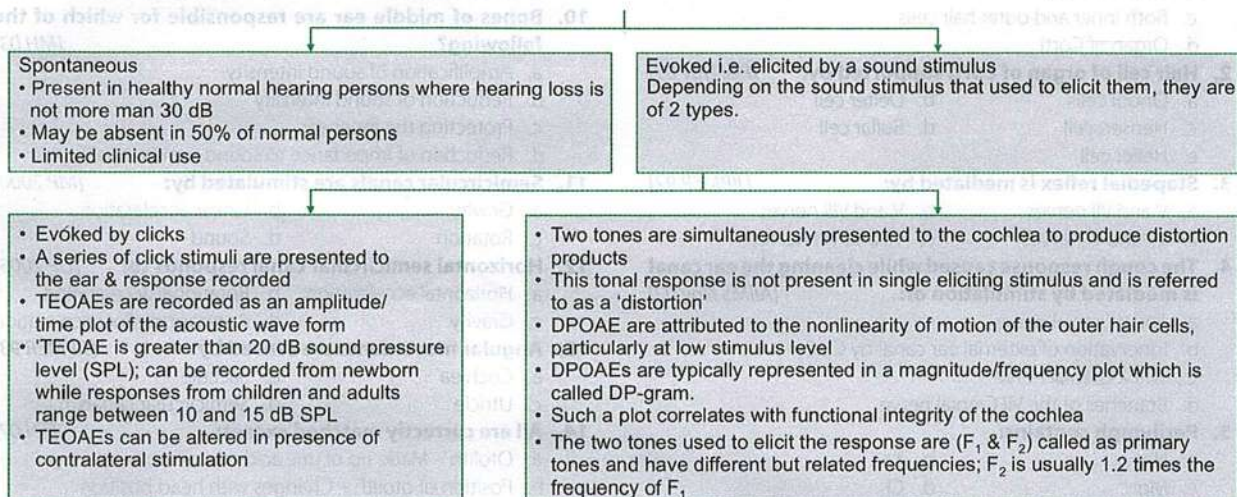 Spontaneous
• Present in healthy normal hearing persons where hearing loss is
not more man 30 dB
• May be absent in 50% of normal persons
• Limited clinical use
Evoked i.e. elicited by a sound stimulus
Depending on the sound stimulus that used to elicit them, they are
of 2 types.
• Evoked by clicks
• A series of click stimuli are presented to
the ear & response recorded
• TEOAEs are recorded as an amplitude/
time plot of the acoustic wave form
• 'TEOAE is greater than 20 dB sound pressure
level (SPL); can be recorded from newborn
while responses from children and adults
range between 10 and 15 dB SPL
• TEOAEs can be altered in presence of
contralateral stimulation
• Two tones are simultaneously presented to the cochlea to produce distortion
products
• This tonal response is not present in single eliciting stimulus and is referred
to as a 'distortion
• DPOAE are attributed to the nonlinearity of motion of the outer hair cells,
particularly at low stimulus level
• DPOAEs are typically represented in a magnitude/frequency plot which is
called DP-gram.
• Such a plot correlates with functional integrity of the cochlea
• The two tones used to elicit the response are (F₁ & F₂) called as primary
tones and have different but related frequencies; F₂ is usually 1.2 times the
frequency of F₁